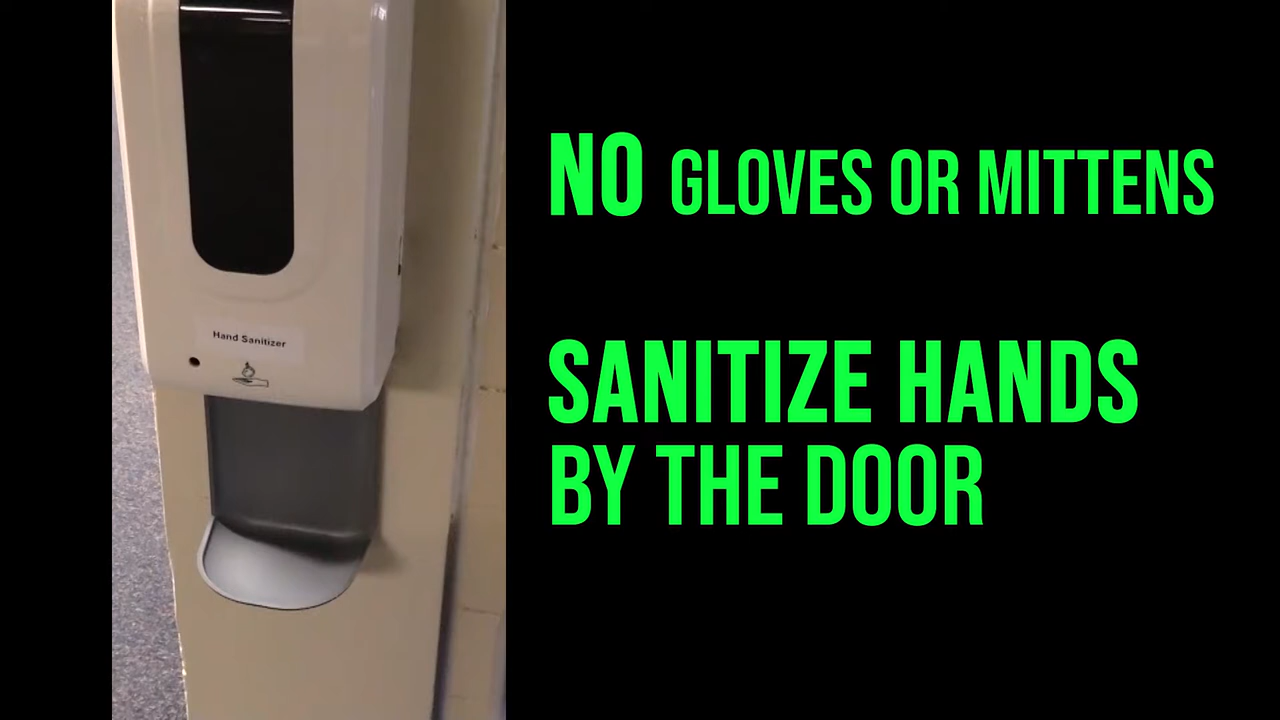 Hand Sanitizer
NO GLOVES OR MITTENS
SANITIZE HANDS
BY THE DOOR